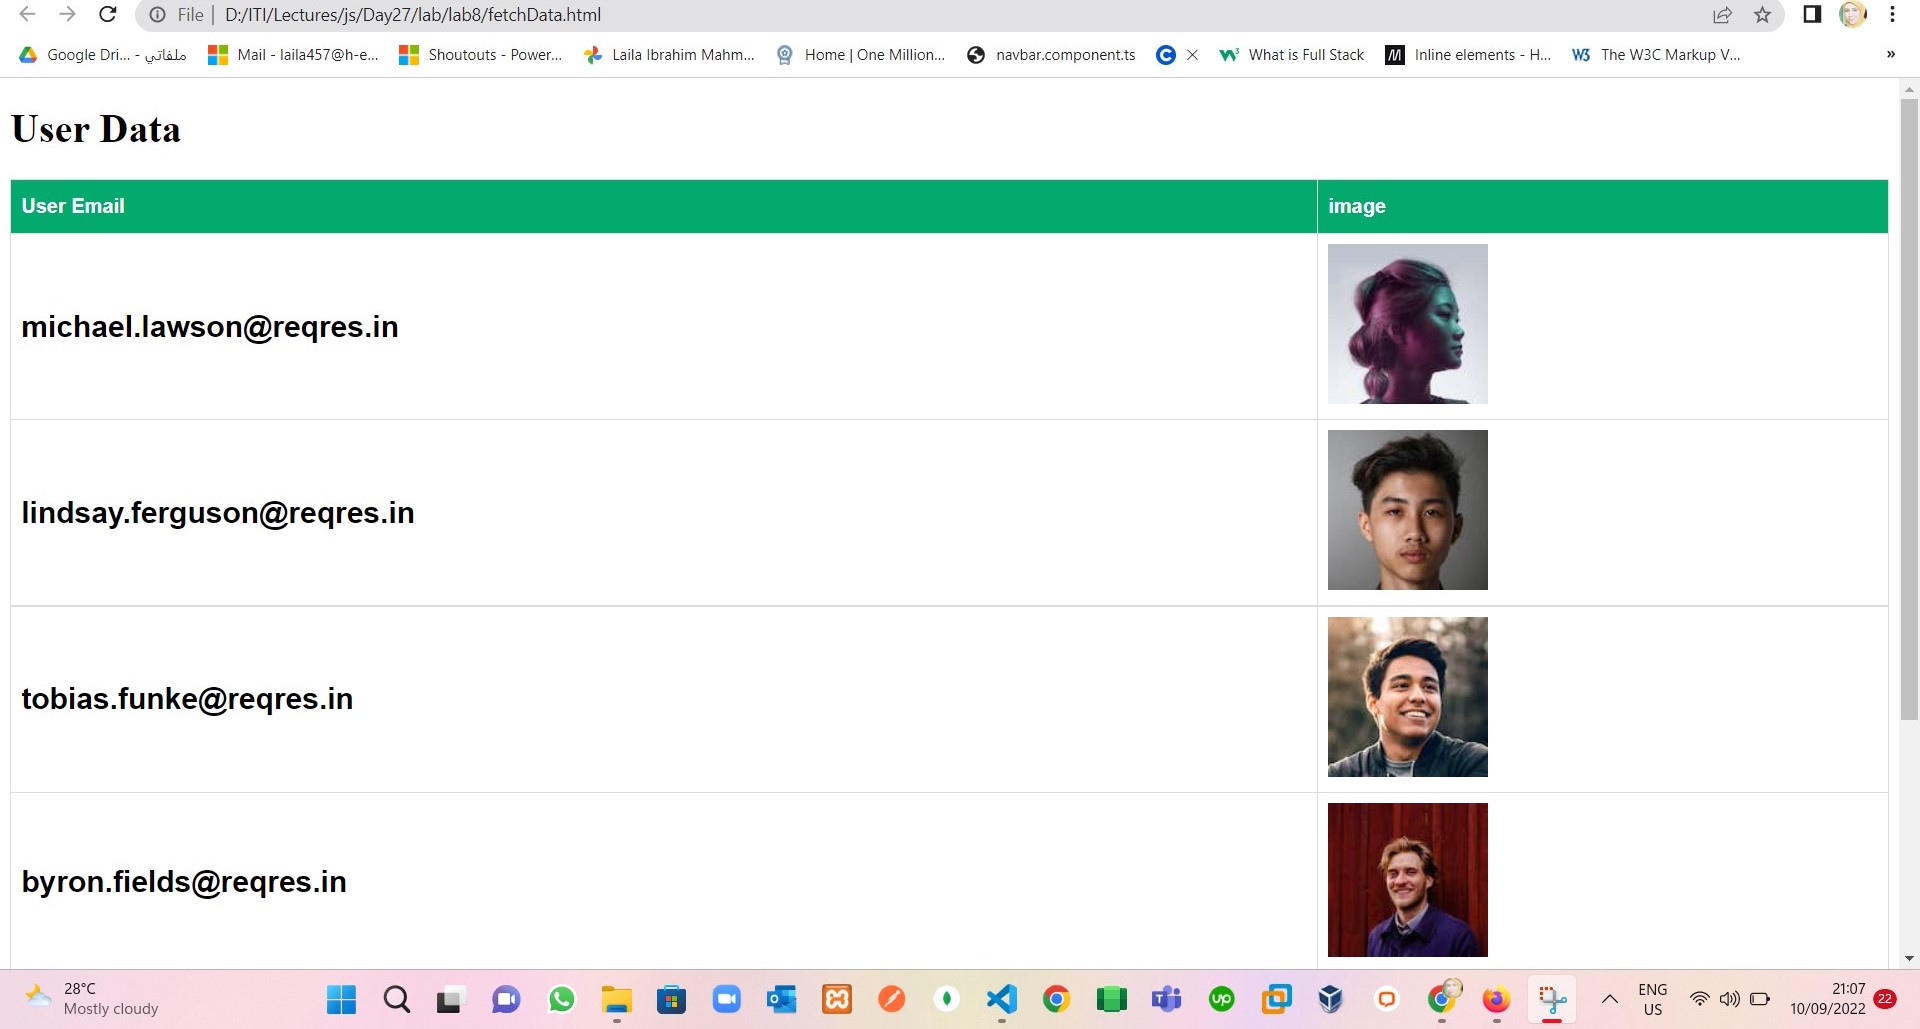 File | D:/ITI/Lectures/js/Day27/lab/lab8/fetchData.html
Google Dri... - ملفاتي Mail - laila457@h-e... Shoutouts - Power... Laila Ibrahim Mahm... Home | One Million... navbar.component.ts What is Full Stack Inline elements - H... The W3C Markup V... »
User Data
User Email image
michael.lawson@reqres.in
lindsay.ferguson@reqres.in
tobias.funke@reqres.in
byron.fields@reqres.in
28°C
Mostly cloudy
ENG
US
21:07
10/09/2022
22